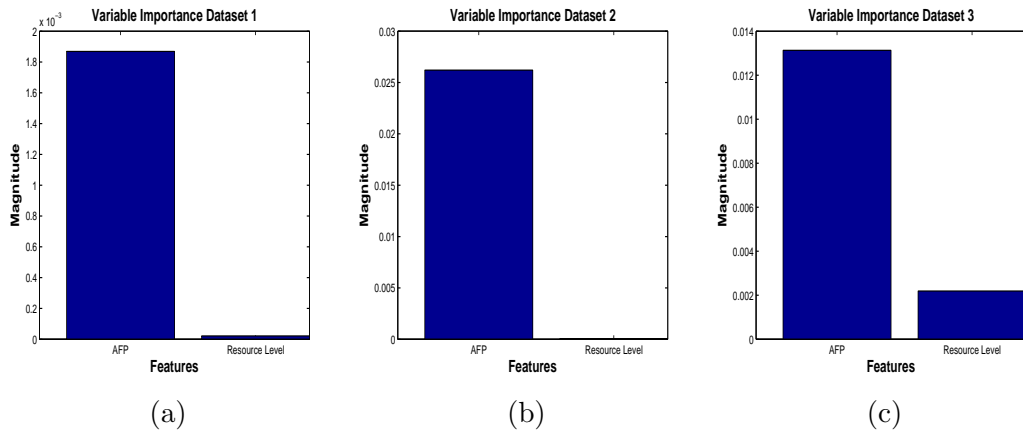 Variable Importance Dataset 1
x 10⁻³
2
1.8
1.6
1.4
1.2
1
0.8
0.6
0.4
0.2
0
Magnitude
AFP Resource Level
Features
(a)
Variable Importance Dataset 2
0.03
0.025
0.02
0.015
0.01
0.005
0
Magnitude
AFP Resource Level
Features
(b)
Variable Importance Dataset 3
0.014
0.012
0.01
0.008
0.006
0.004
0.002
0
Magnitude
AFP Resource Level
Features
(c)